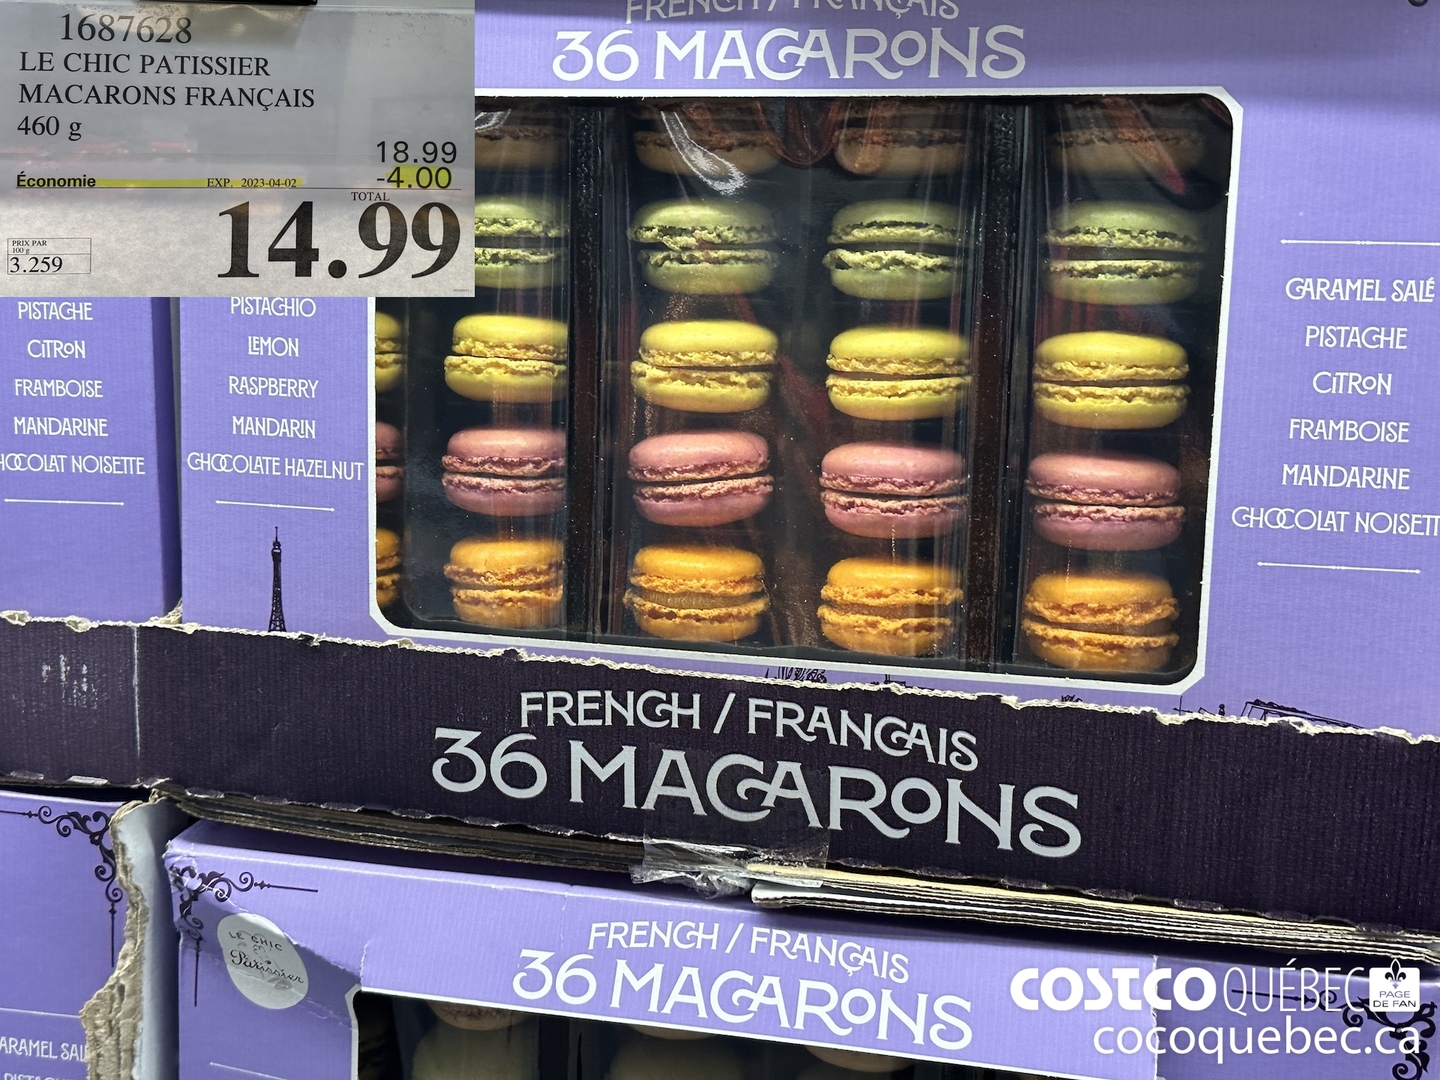 1687628
LE CHIC PATISSIER
MACARONS FRANÇAIS
460 g
18.99
Économie EXP. 2023-04-02 -4.00
TOTAL
14.99
PRIX PAR
100 g
3.259
FRENCH / FRANÇAIS
36 MACARONS
CARAMEL SALÉ
PISTACHE
CITRON
FRAMBOISE
MANDARINE
CHOCOLAT NOISETT
PISTACHE
CITRON
FRAMBOISE
MANDARINE
HOCOLAT NOISETTE
PISTACHIO
LEMON
RASPBERRY
MANDARIN
CHOCOLATE HAZELNUT
FRENCH / FRANÇAIS
36 MACARONS
LE CHIC
Patissier
FRENCH / FRANÇAIS
36 MACARONS
ARAMEL SAL
COSTCO QUÉBEC
PAGE
DE FAN
cocoquebec.ca